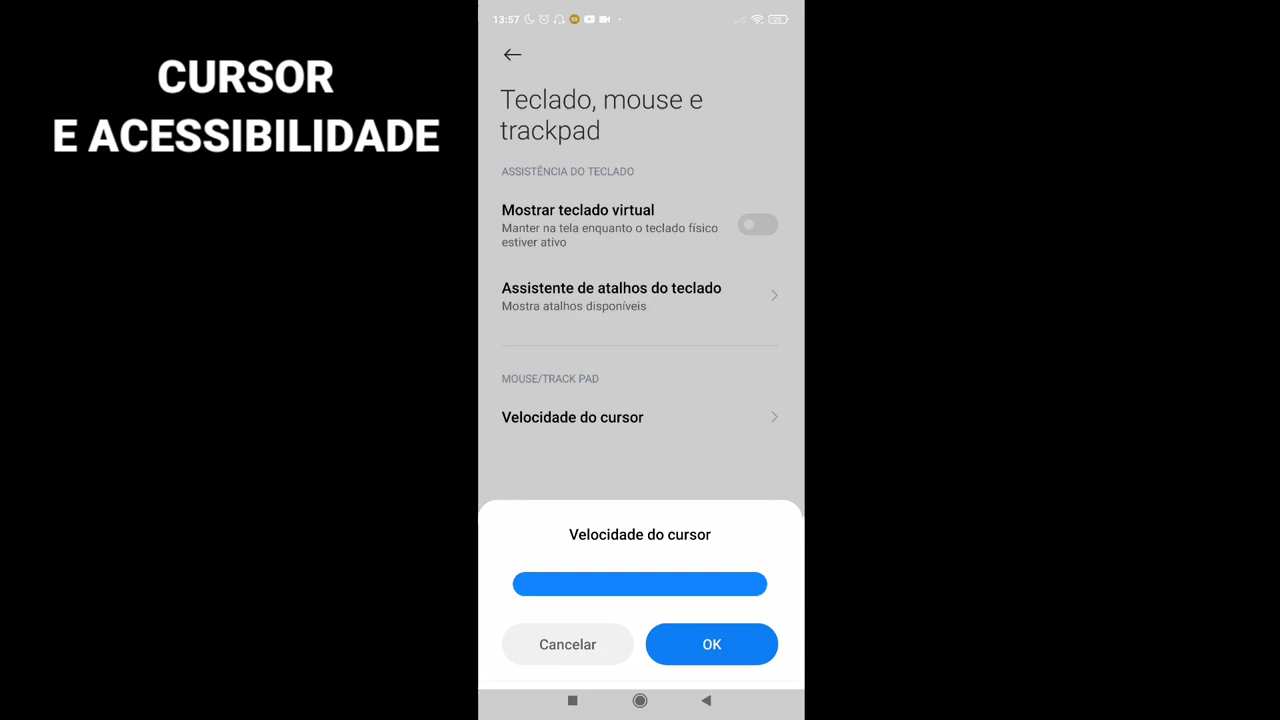 CURSOR
E ACESSIBILIDADE
13:57
26
Teclado, mouse e
trackpad
ASSISTÊNCIA DO TECLADO
Mostrar teclado virtual
Manter na tela enquanto o teclado físico
estiver ativo
Assistente de atalhos do teclado
Mostra atalhos disponíveis
MOUSE/TRACK PAD
Velocidade do cursor
Velocidade do cursor
Cancelar
OK